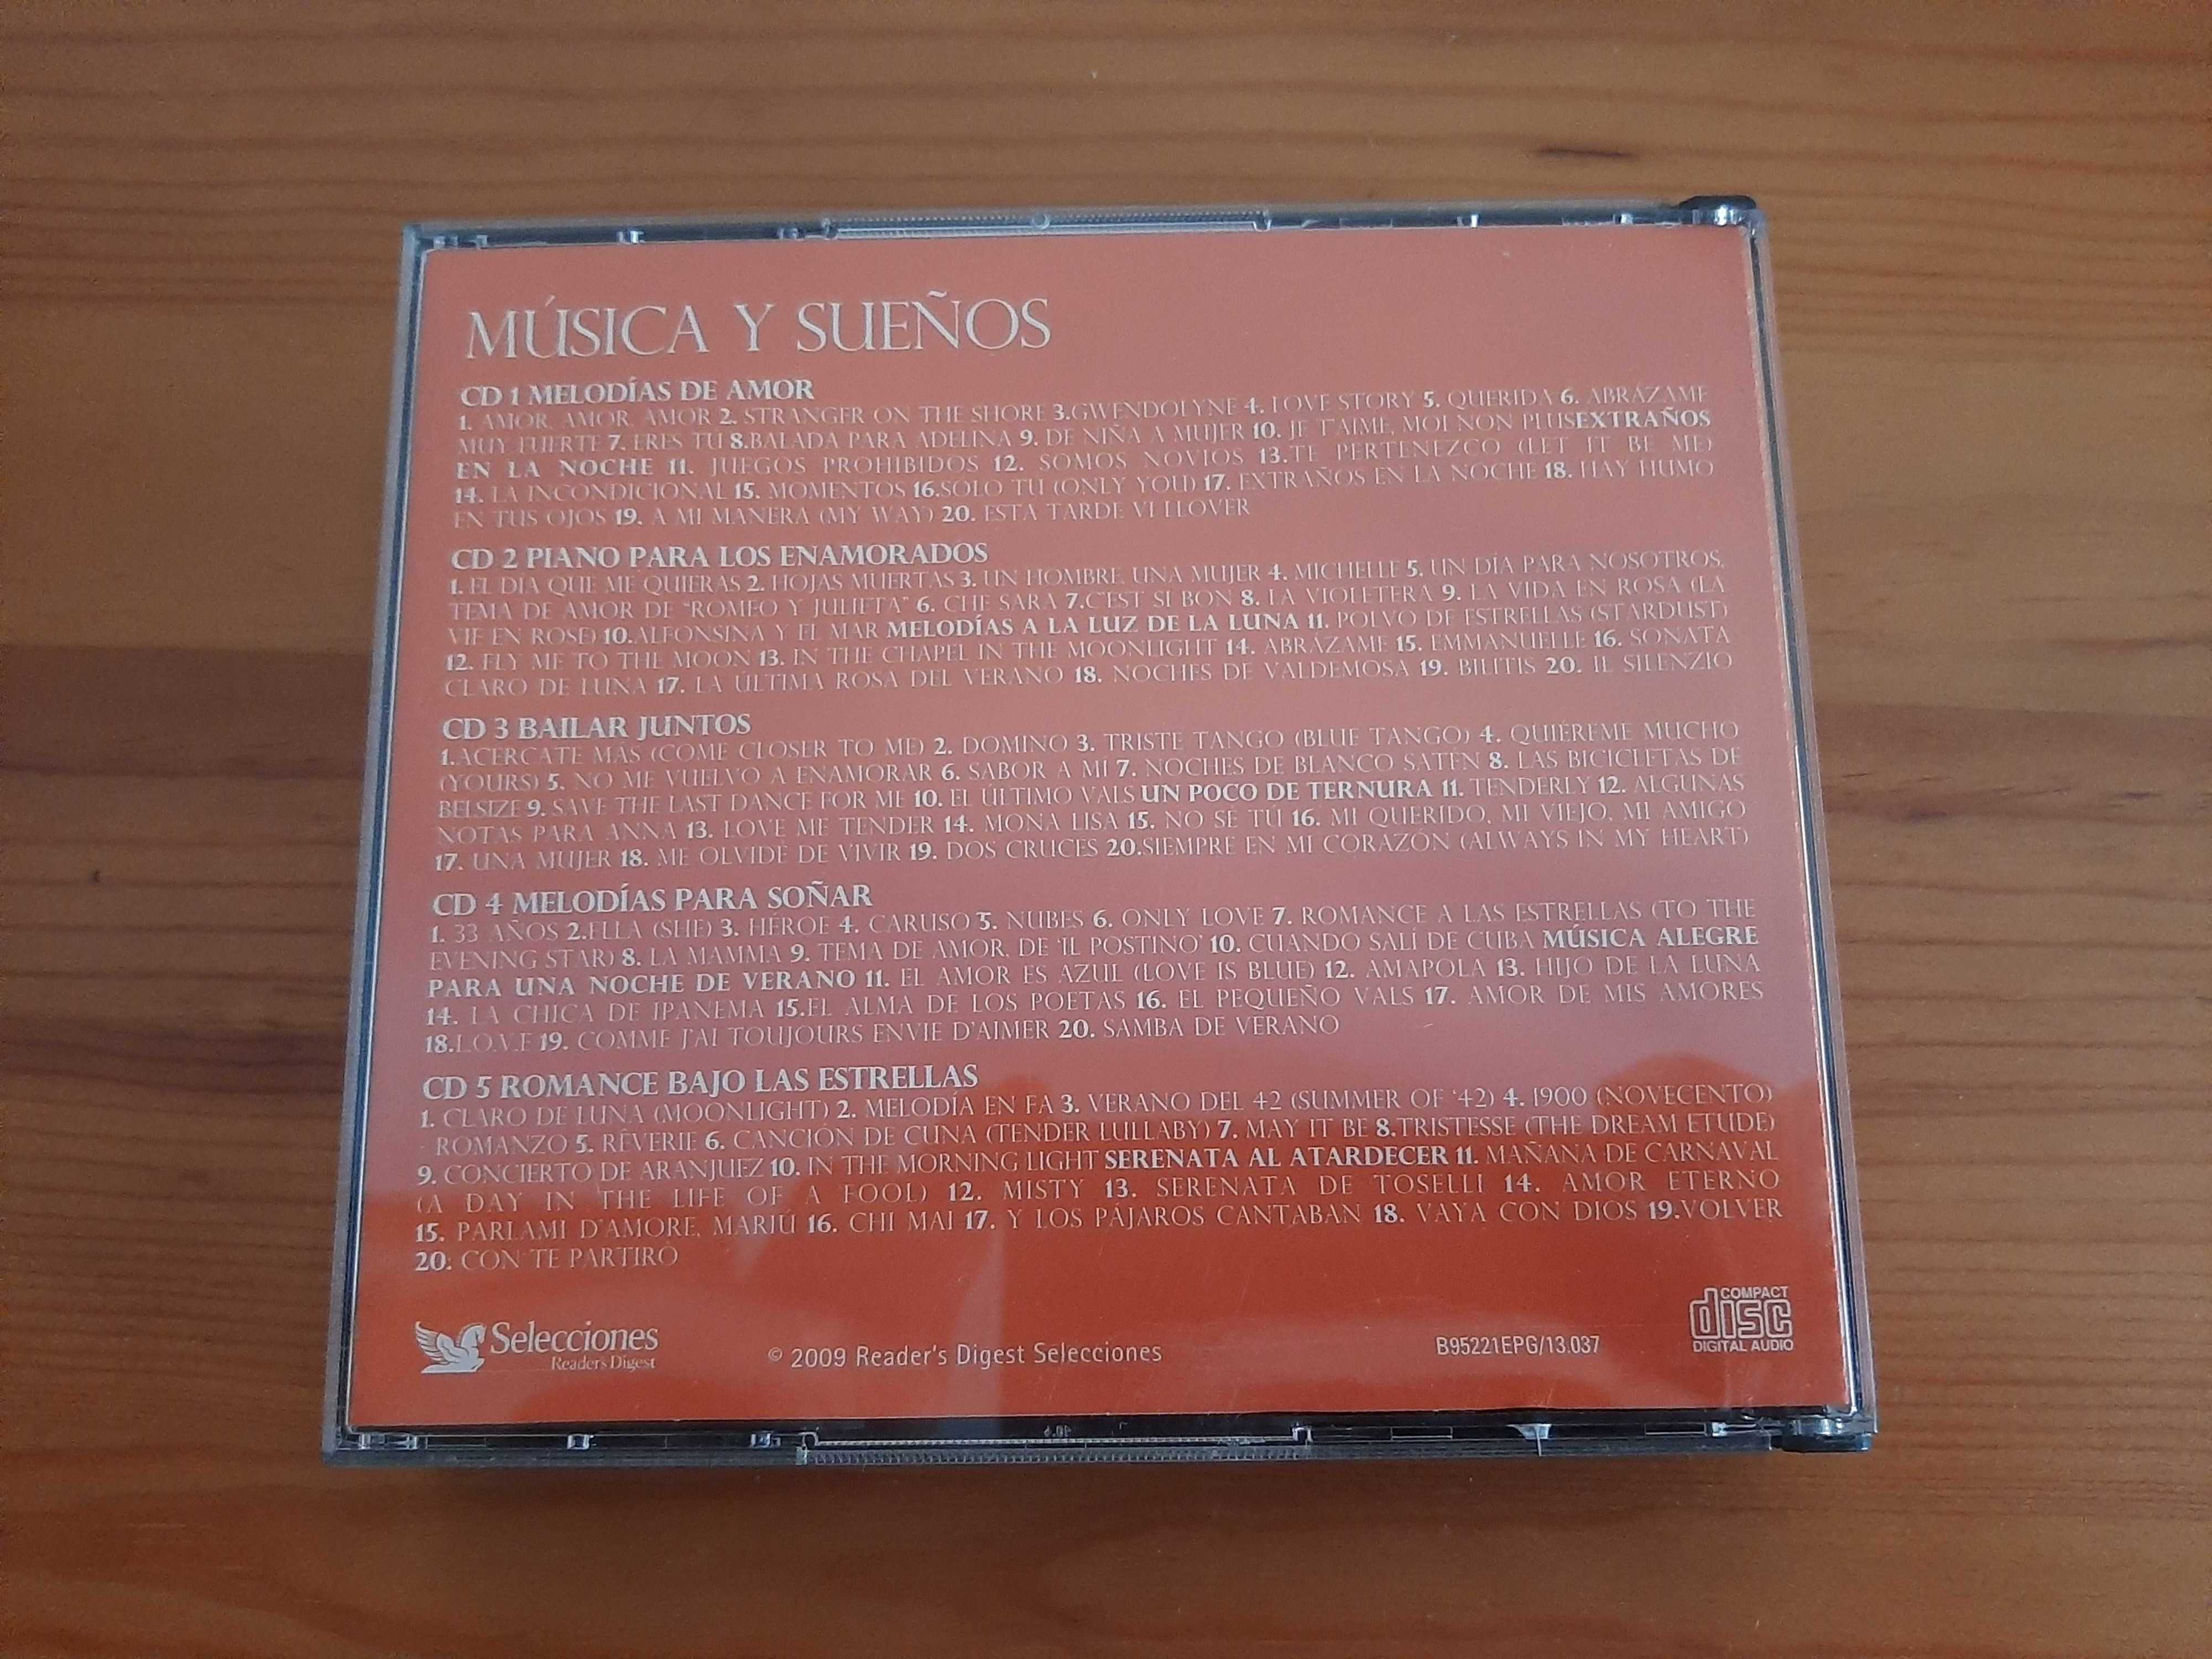 MÚSICA Y SUEÑOS
CD 1 MELODÍAS DE AMOR
1. AMOR, AMOR, AMOR 2. STRANGER ON THE SHORE 3.GWENDOLYNE 4. LOVE STORY 5. QUERIDA 6. ABRÁZAME
MUY FUERTE 7. ERES TÚ 8.BALADA PARA ADELINA 9. DE NIÑA A MUJER 10. JE T'AIME, MOI NON PLUSEXTRAÑOS
EN LA NOCHE 11. JUEGOS PROHIBIDOS 12. SOMOS NOVIOS 13.TE PERTENEZCO (LET IT BE ME)
14. LA INCONDICIONAL 15. MOMENTOS 16.SÓLO TÚ (ONLY YOU) 17. EXTRAÑOS EN LA NOCHE 18. HAY HUMO
EN TUS OJOS 19. A MI MANERA (MY WAY) 20. ESTA TARDE VI LLOVER
CD 2 PIANO PARA LOS ENAMORADOS
1. EL DÍA QUE ME QUIERAS 2. HOJAS MUERTAS 3. UN HOMBRE, UNA MUJER 4. MICHELLE 5. UN DÍA PARA NOSOTROS,
TEMA DE AMOR DE "ROMEO Y JULIETA" 6. CHE SARA 7.C'EST SI BON 8. LA VIOLETERA 9. LA VIDA EN ROSA (LA
VIE EN ROSE) 10.ALFONSINA Y EL MAR MELODÍAS A LA LUZ DE LA LUNA 11. POLVO DE ESTRELLAS (STARDUST)
12. FLY ME TO THE MOON 13. IN THE CHAPEL IN THE MOONLIGHT 14. ABRÁZAME 15. EMMANUELLE 16. SONATA
CLARO DE LUNA 17. LA ÚLTIMA ROSA DEL VERANO 18. NOCHES DE VALDEMOSA 19. BILITIS 20. IL SILENZIO
CD 3 BAILAR JUNTOS
1.ACÉRCATE MÁS (COME CLOSER TO ME) 2. DOMINO 3. TRISTE TANGO (BLUE TANGO) 4. QUIÉREME MUCHO
(YOURS) 5. NO ME VUELVO A ENAMORAR 6. SABOR A MÍ 7. NOCHES DE BLANCO SATÉN 8. LAS BICICLETAS DE
BELSIZE 9. SAVE THE LAST DANCE FOR ME 10. EL ÚLTIMO VALS UN POCO DE TERNURA 11. TENDERLY 12. ALGUNAS
NOTAS PARA ANNA 13. LOVE ME TENDER 14. MONA LISA 15. NO SÉ TÚ 16. MI QUERIDO, MI VIEJO, MI AMIGO
17. UNA MUJER 18. ME OLVIDÉ DE VIVIR 19. DOS CRUCES 20.SIEMPRE EN MI CORAZÓN (ALWAYS IN MY HEART)
CD 4 MELODÍAS PARA SOÑAR
1. 33 AÑOS 2.ELLA (SHE) 3. HÉROE 4. CARUSO 5. NUBES 6. ONLY LOVE 7. ROMANCE A LAS ESTRELLAS (TO THE
EVENING STAR) 8. LA MAMMA 9. TEMA DE AMOR, DE 'IL POSTINO' 10. CUANDO SALÍ DE CUBA MÚSICA ALEGRE
PARA UNA NOCHE DE VERANO 11. EL AMOR ES AZUL (LOVE IS BLUE) 12. AMAPOLA 13. HIJO DE LA LUNA
14. LA CHICA DE IPANEMA 15.EL ALMA DE LOS POETAS 16. EL PEQUEÑO VALS 17. AMOR DE MIS AMORES
18.L.O.V.E 19. COMME J'AI TOUJOURS ENVIE D'AIMER 20. SAMBA DE VERANO
CD 5 ROMANCE BAJO LAS ESTRELLAS
1. CLARO DE LUNA (MOONLIGHT) 2. MELODÍA EN FA 3. VERANO DEL 42 (SUMMER OF '42) 4. 1900 (NOVECENTO)
- ROMANZO 5. RÊVERIE 6. CANCIÓN DE CUNA (TENDER LULLABY) 7. MAY IT BE 8.TRISTESSE (THE DREAM ETUDE)
9. CONCIERTO DE ARANJUEZ 10. IN THE MORNING LIGHT SERENATA AL ATARDECER 11. MAÑANA DE CARNAVAL
(A DAY IN THE LIFE OF A FOOL) 12. MISTY 13. SERENATA DE TOSELLI 14. AMOR ETERNO
15. PARLAMI D'AMORE, MARIÚ 16. CHI MAI 17. Y LOS PÁJAROS CANTABAN 18. VAYA CON DIOS 19.VOLVER
20. CON TE PARTIRÒ
Selecciones
Reader's Digest
© 2009 Reader's Digest Selecciones
B95221EPG/13.037
COMPACT
disc
DIGITAL AUDIO